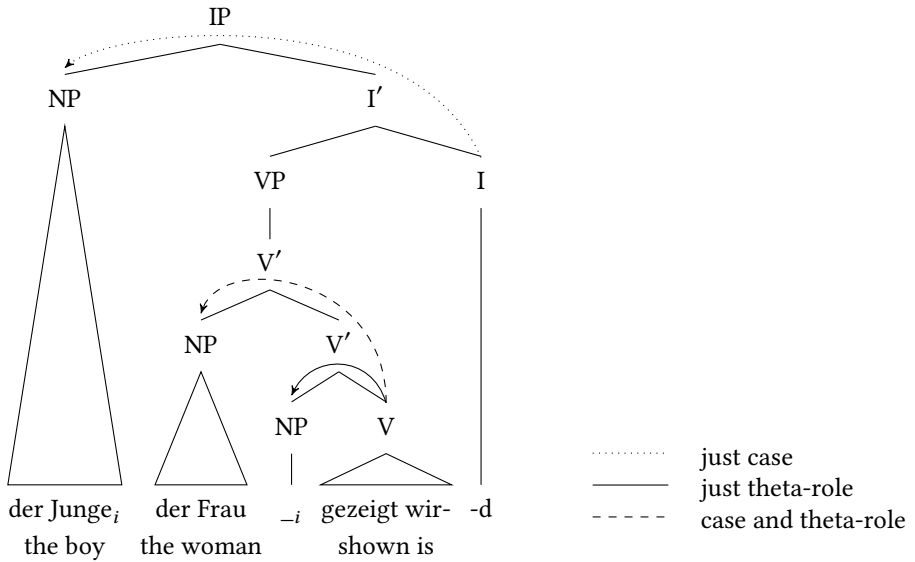 IP
NP I′
VP I
V′
NP V′
NP V
just case
just theta-role
case and theta-role
der Junge_i der Frau _i gezeigt wir- -d
the boy the woman shown is